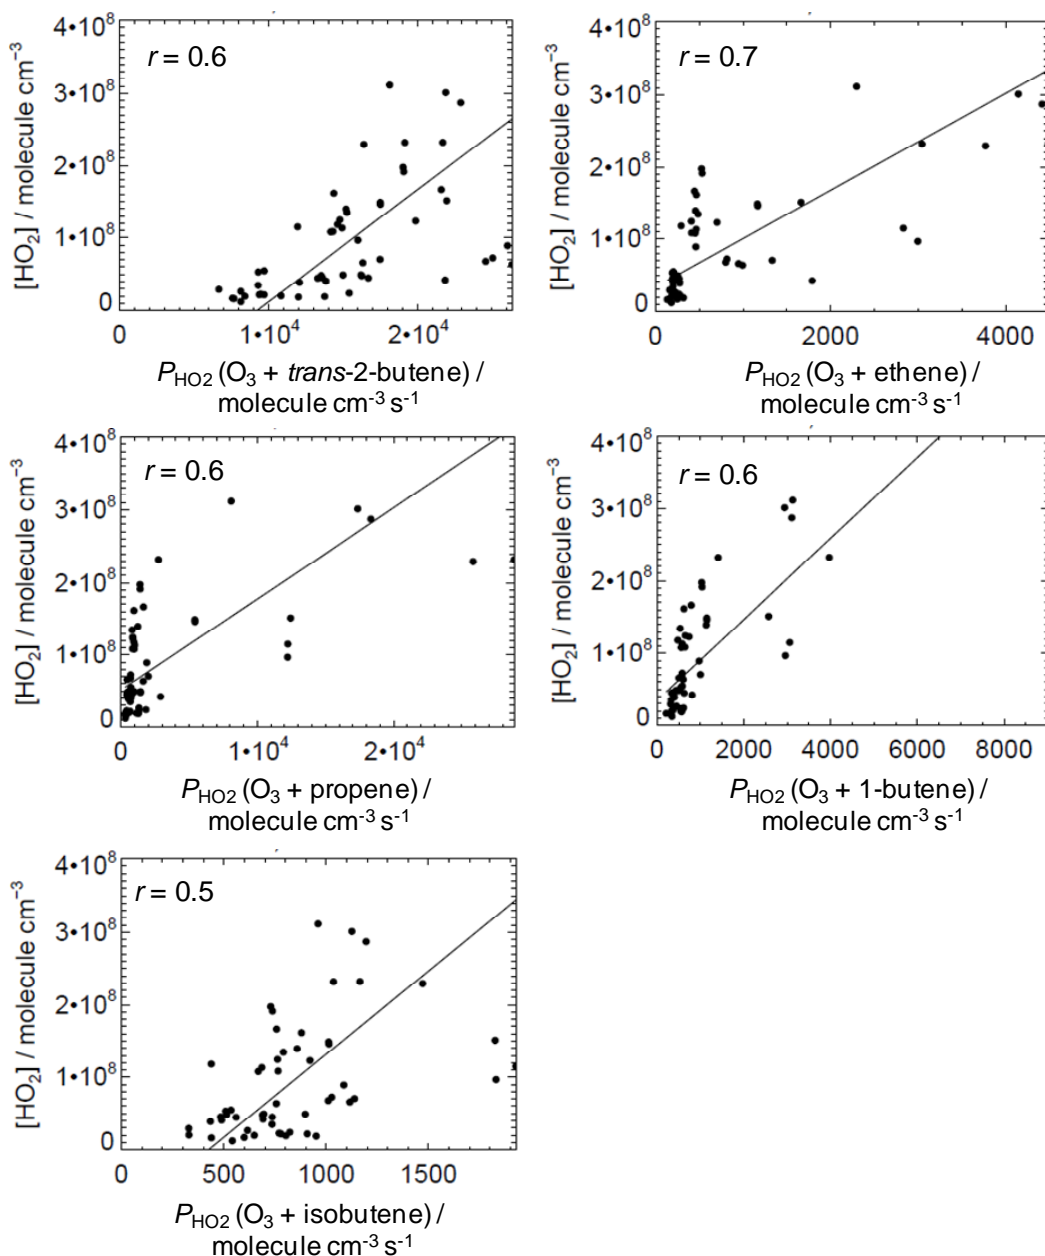 4•10⁸
3•10⁸
2•10⁸
1•10⁸
0
[HO₂] / molecule cm⁻³
r = 0.6
0
1•10⁴
2•10⁴
P_HO2 (O₃ + trans-2-butene) /
molecule cm⁻³ s⁻¹
4•10⁸
3•10⁸
2•10⁸
1•10⁸
0
[HO₂] / molecule cm⁻³
r = 0.7
0
2000
4000
P_HO2 (O₃ + ethene) /
molecule cm⁻³ s⁻¹
4•10⁸
3•10⁸
2•10⁸
1•10⁸
0
[HO₂] / molecule cm⁻³
r = 0.6
0
1•10⁴
2•10⁴
P_HO2 (O₃ + propene) /
molecule cm⁻³ s⁻¹
4•10⁸
3•10⁸
2•10⁸
1•10⁸
0
[HO₂] / molecule cm⁻³
r = 0.6
0
2000
4000
6000
8000
P_HO2 (O₃ + 1-butene) /
molecule cm⁻³ s⁻¹
4•10⁸
3•10⁸
2•10⁸
1•10⁸
0
[HO₂] / molecule cm⁻³
r = 0.5
0
500
1000
1500
P_HO2 (O₃ + isobutene) /
molecule cm⁻³ s⁻¹